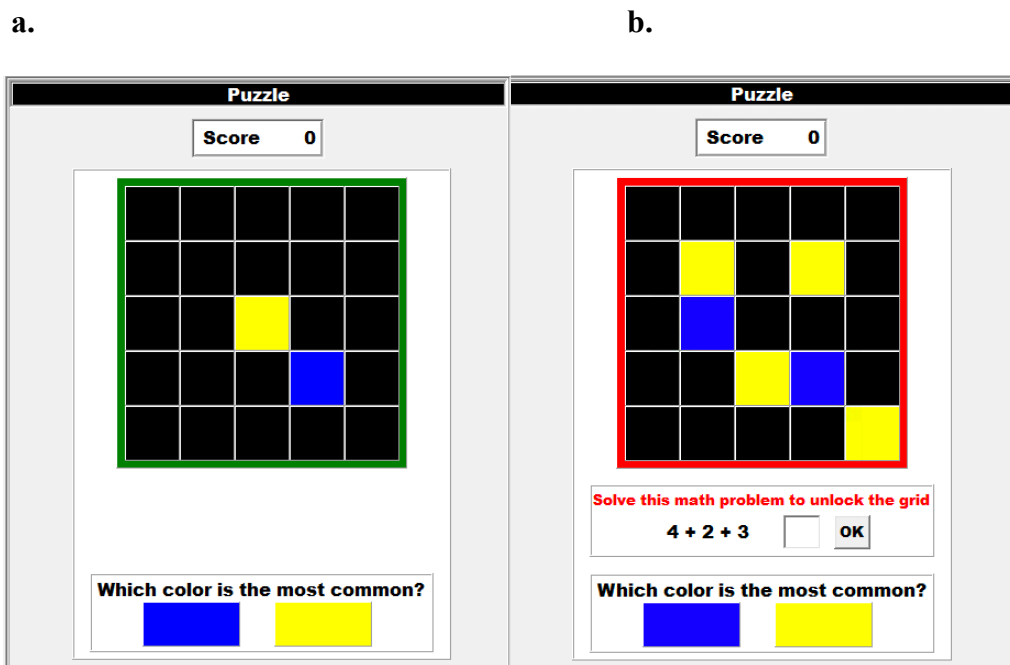 a.
b.
Puzzle
Score 0
Which color is the most common?
Puzzle
Score 0
Solve this math problem to unlock the grid
4 + 2 + 3 OK
Which color is the most common?